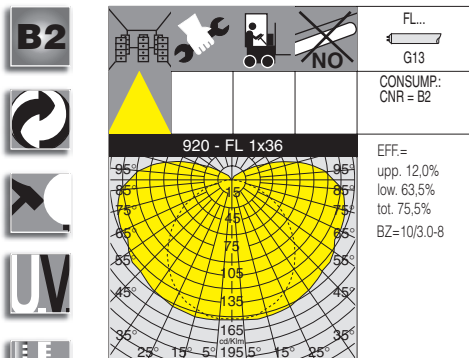 B2
NO
FL...
G13
CONSUMP.:
CNR = B2
920 - FL 1x36
EFF.=
upp. 12,0%
low. 63,5%
tot. 75,5%
BZ=10/3.0-8
95° 95°
85° 15 85°
75° 45 75°
65° 75 65°
55° 105 55°
45° 135 45°
35° 165 35°
cd/Klm
25° 15° 5° 195 5° 15° 25°
U.V.